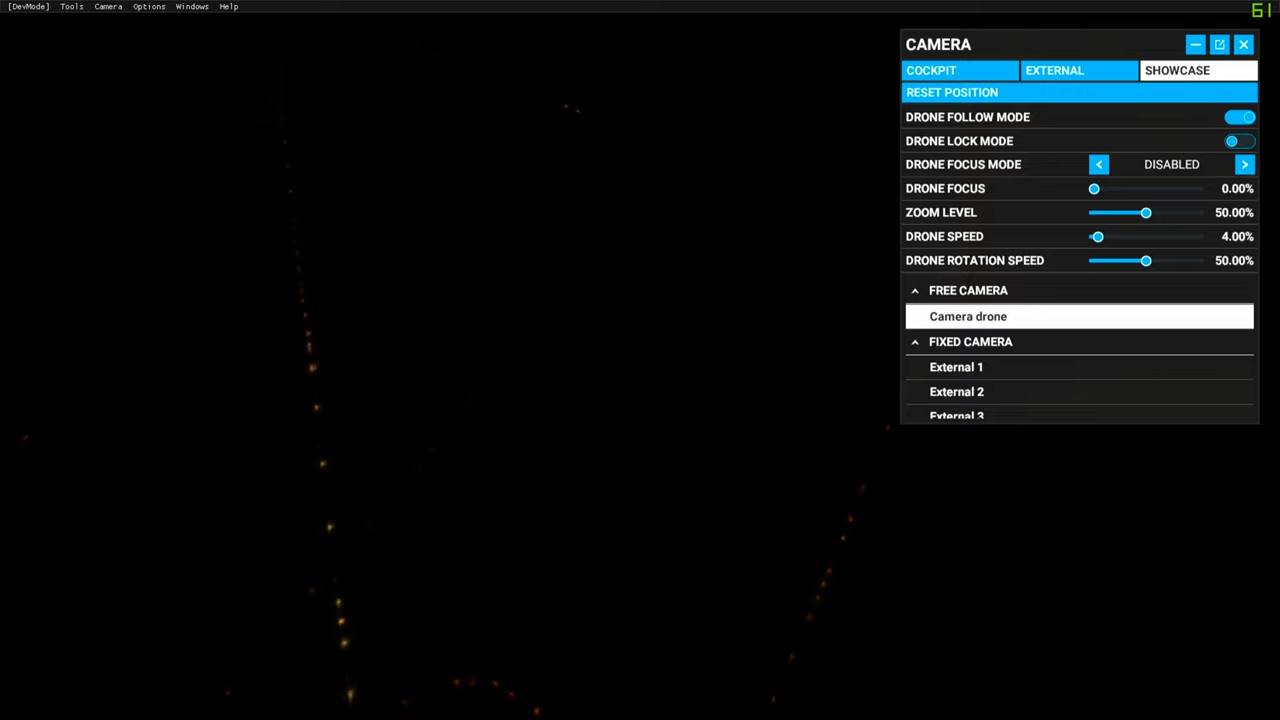 [DevMode] Tools Camera Options Windows Help
61
CAMERA
COCKPIT EXTERNAL SHOWCASE
RESET POSITION
DRONE FOLLOW MODE
DRONE LOCK MODE
DRONE FOCUS MODE < DISABLED >
DRONE FOCUS 0.00%
ZOOM LEVEL 50.00%
DRONE SPEED 4.00%
DRONE ROTATION SPEED 50.00%
FREE CAMERA
Camera drone
FIXED CAMERA
External 1
External 2
External 3